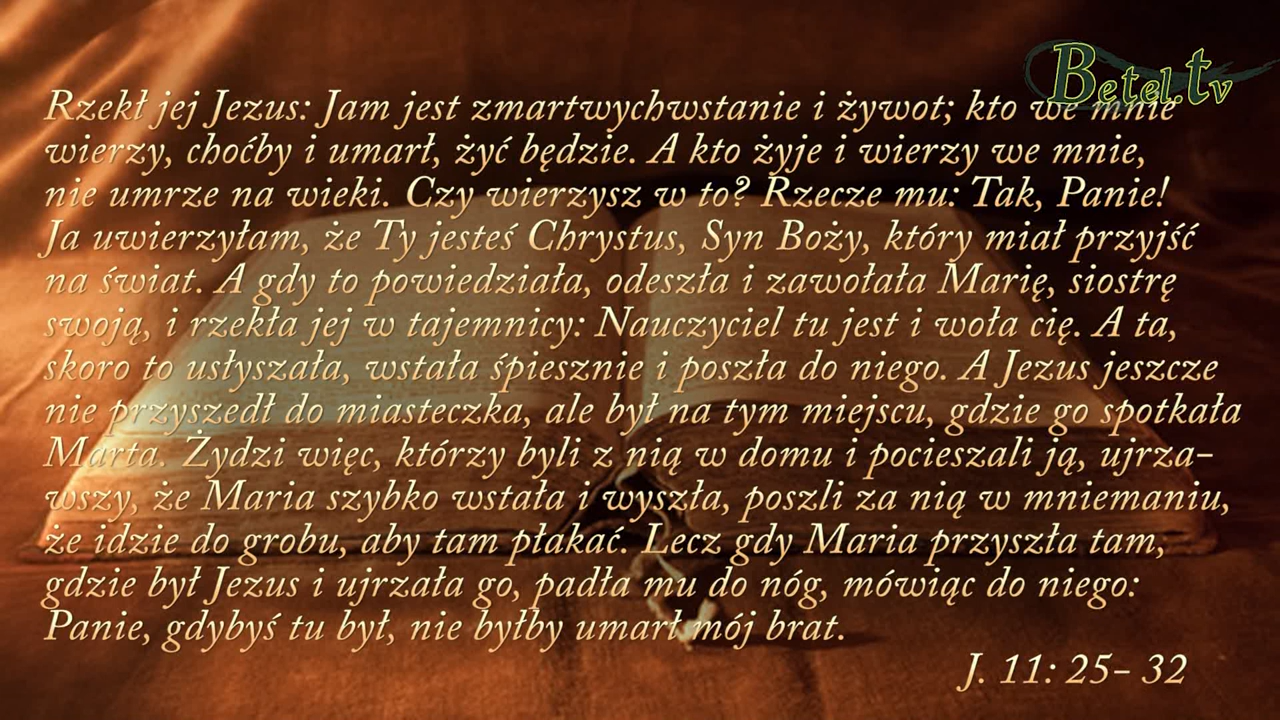 Betel.tv
Rzekł jej Jezus: Jam jest zmartwychwstanie i żywot; kto we mnie
wierzy, choćby i umarł, żyć będzie. A kto żyje i wierzy we mnie,
nie umrze na wieki. Czy wierzysz w to? Rzecze mu: Tak, Panie!
Ja uwierzyłam, że Ty jesteś Chrystus, Syn Boży, który miał przyjść
na świat. A gdy to powiedziała, odeszła i zawołała Marię, siostrę
swoją, i rzekła jej w tajemnicy: Nauczyciel tu jest i woła cię. A ta,
skoro to usłyszała, wstała śpiesznie i poszła do niego. A Jezus jeszcze
nie przyszedł do miasteczka, ale był na tym miejscu, gdzie go spotkała
Marta. Żydzi więc, którzy byli z nią w domu i pocieszali ją, ujrza-
wszy, że Maria szybko wstała i wyszła, poszli za nią w mniemaniu,
że idzie do grobu, aby tam płakać. Lecz gdy Maria przyszła tam,
gdzie był Jezus i ujrzała go, padła mu do nóg, mówiąc do niego:
Panie, gdybyś tu był, nie byłby umarł mój brat.
J. 11: 25- 32